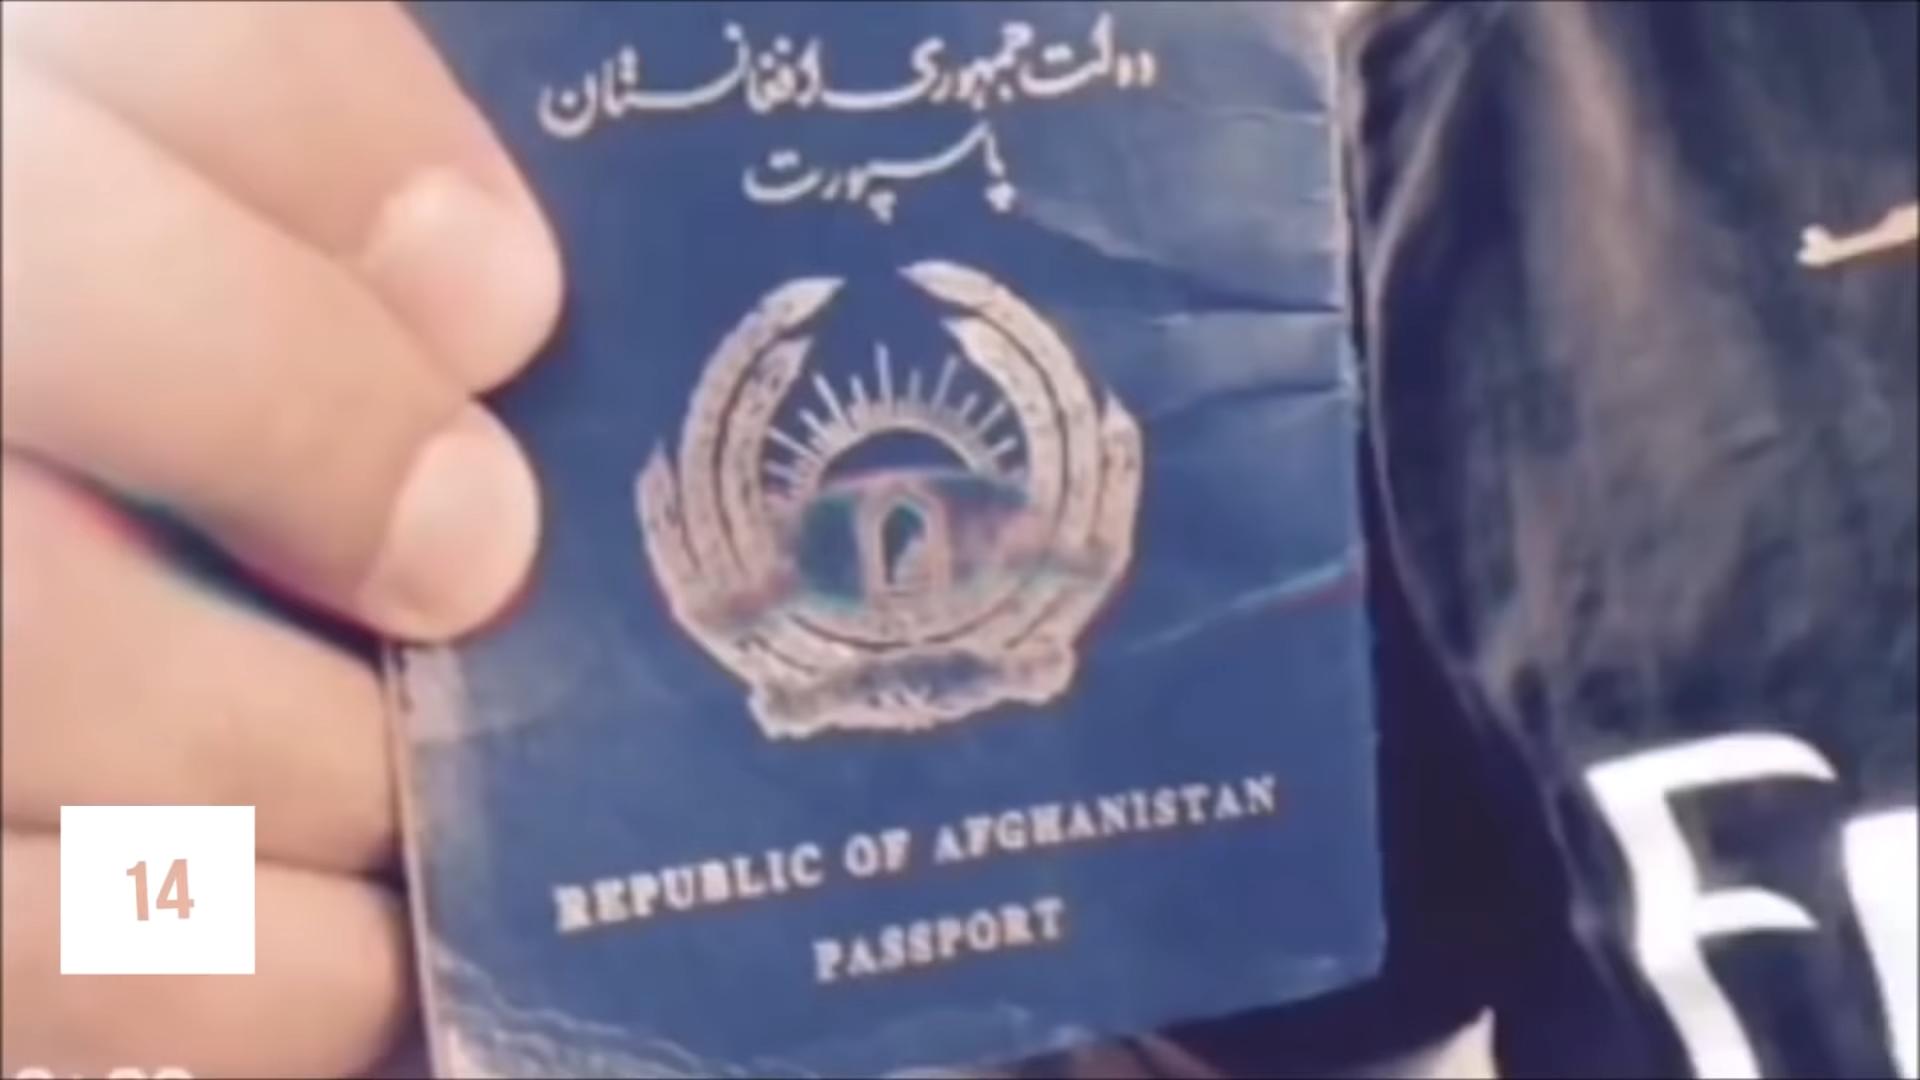 دولت جمهوری افغانستان
پاسپورت
REPUBLIC OF AFGHANISTAN
PASSPORT
14